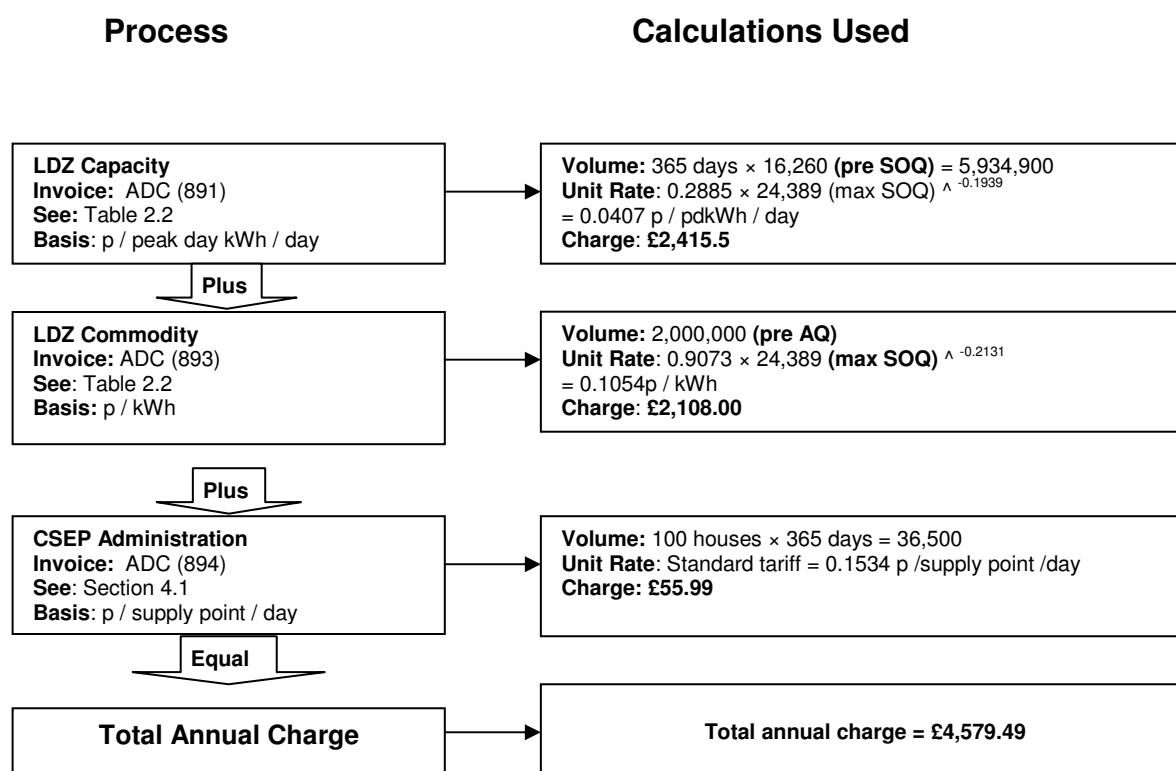 Process
Calculations Used
LDZ Capacity
Invoice: ADC (891)
See: Table 2.2
Basis: p / peak day kWh / day
Volume: 365 days × 16,260 (pre SOQ) = 5,934,900
Unit Rate: 0.2885 × 24,389 (max SOQ) ^ -0.1939
= 0.0407 p / pdkWh / day
Charge: £2,415.5
Plus
LDZ Commodity
Invoice: ADC (893)
See: Table 2.2
Basis: p / kWh
Volume: 2,000,000 (pre AQ)
Unit Rate: 0.9073 × 24,389 (max SOQ) ^ -0.2131
= 0.1054p / kWh
Charge: £2,108.00
Plus
CSEP Administration
Invoice: ADC (894)
See: Section 4.1
Basis: p / supply point / day
Volume: 100 houses × 365 days = 36,500
Unit Rate: Standard tariff = 0.1534 p /supply point /day
Charge: £55.99
Equal
Total Annual Charge
Total annual charge = £4,579.49